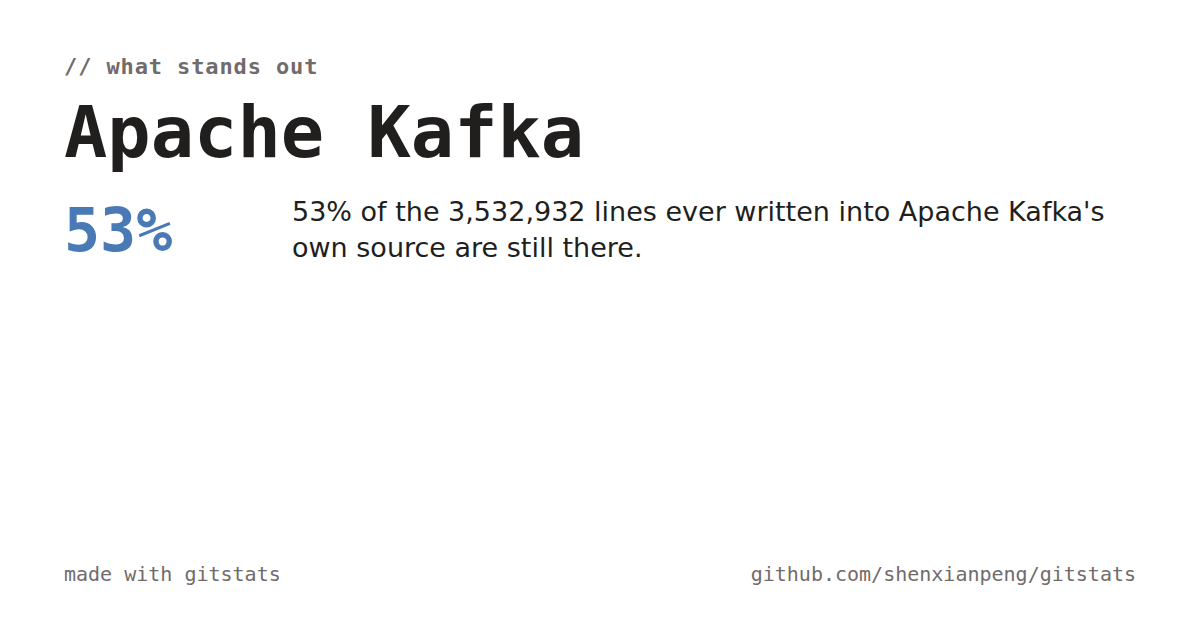 // what stands out
Apache Kafka
53%
53% of the 3,532,932 lines ever written into Apache Kafka's
own source are still there.
made with gitstats
github.com/shenxianpeng/gitstats